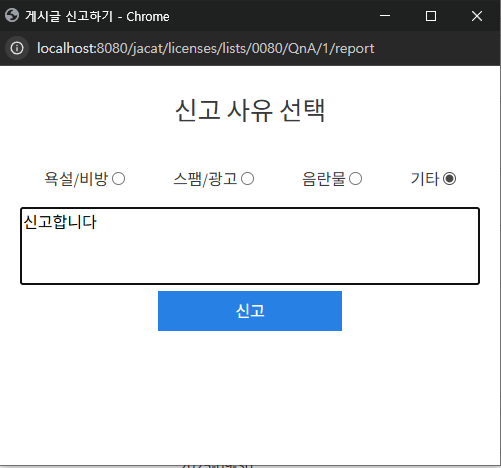 게시글 신고하기 - Chrome
localhost:8080/jacat/licenses/lists/0080/QnA/1/report
신고 사유 선택
욕설/비방 스팸/광고 음란물 기타
신고합니다
신고